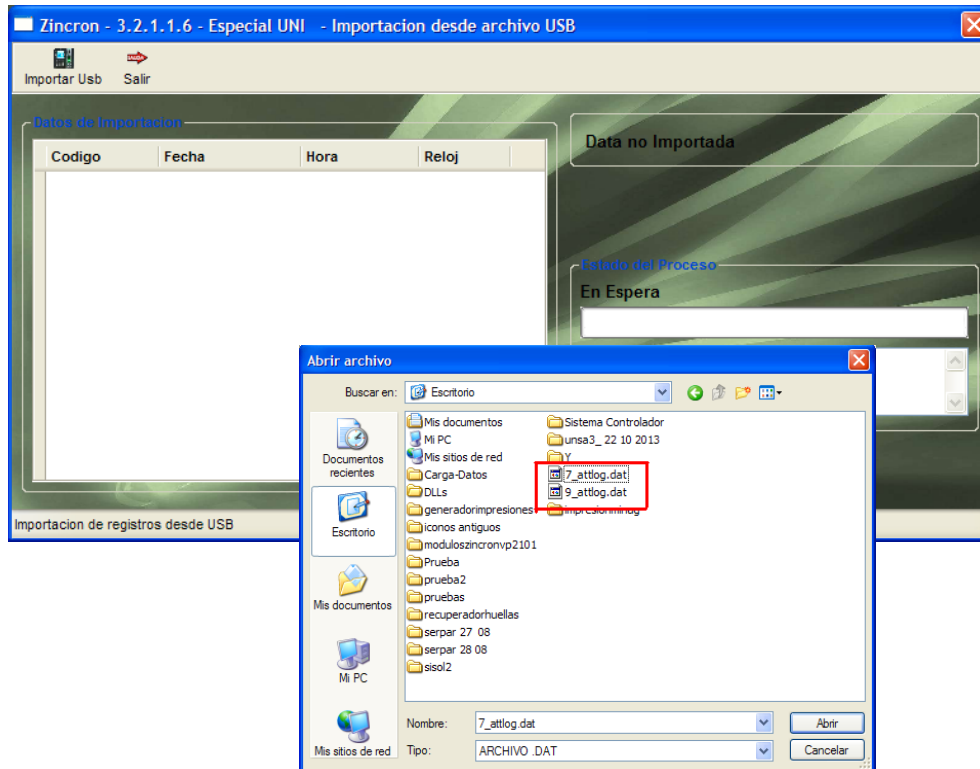 Zincron - 3.2.1.1.6 - Especial UNI - Importacion desde archivo USB
Importar Usb Salir
Datos de Importacion
Codigo Fecha Hora Reloj
Data no Importada
Estado del Proceso
En Espera
Importacion de registros desde USB
Abrir archivo
Buscar en: Escritorio
Documentos recientes
Escritorio
Mis documentos
Mi PC
Mis sitios de red
Mis documentos
Mi PC
Mis sitios de red
Carga-Datos
DLLs
generadorimpresiones
iconos antiguos
moduloszincronvp2101
Prueba
prueba2
pruebas
recuperadorhuellas
serpar 27 08
serpar 28 08
sisol2
Sistema Controlador
unsa3_ 22 10 2013
Y
7_attlog.dat
9_attlog.dat
Nombre: 7_attlog.dat Abrir
Tipo: ARCHIVO .DAT Cancelar